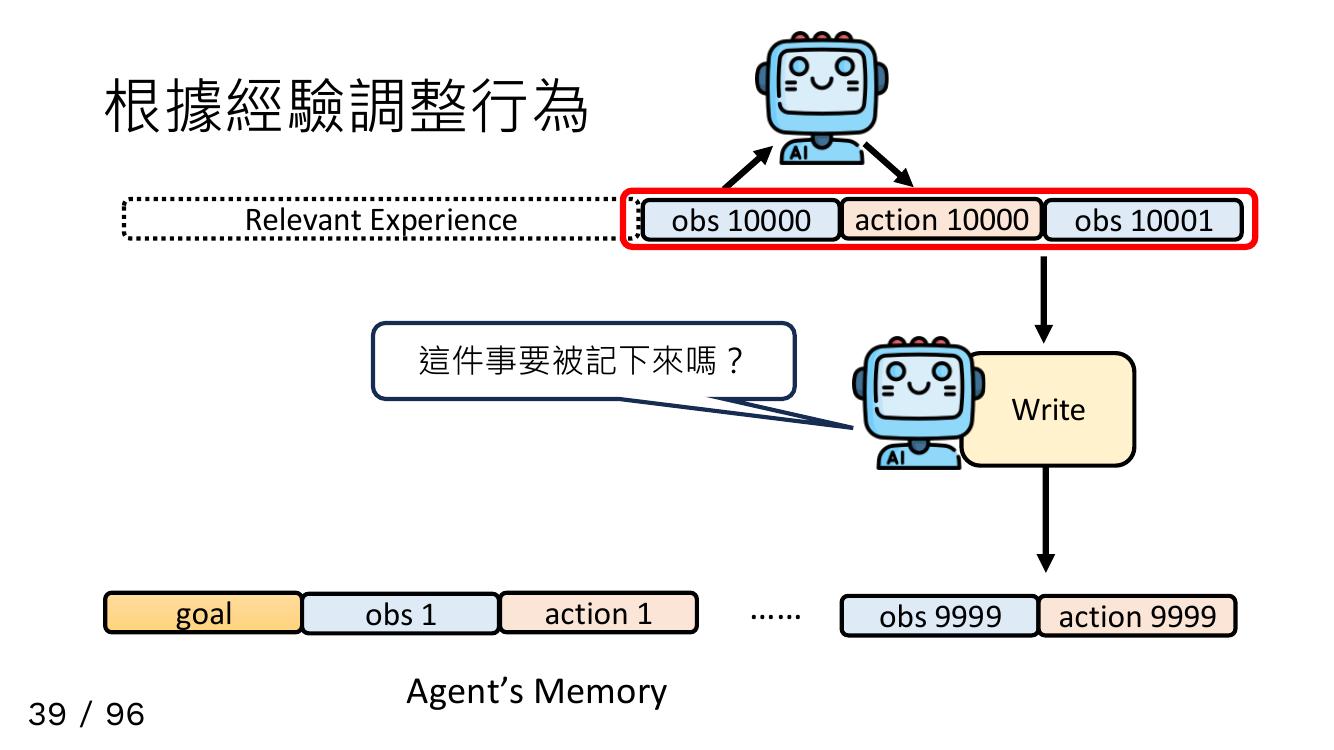 根據經驗調整行為
AI
Relevant Experience
obs 10000
action 10000
obs 10001
這件事要被記下來嗎？
AI
Write
goal
obs 1
action 1
……
obs 9999
action 9999
Agent’s Memory
39 / 96